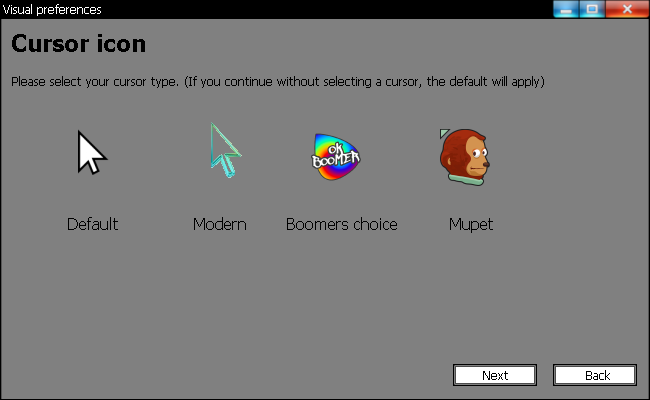 Visual preferences
Cursor icon
Please select your cursor type. (If you continue without selecting a cursor, the default will apply)
OK
BOOMER
Default
Modern
Boomers choice
Mupet
Next
Back